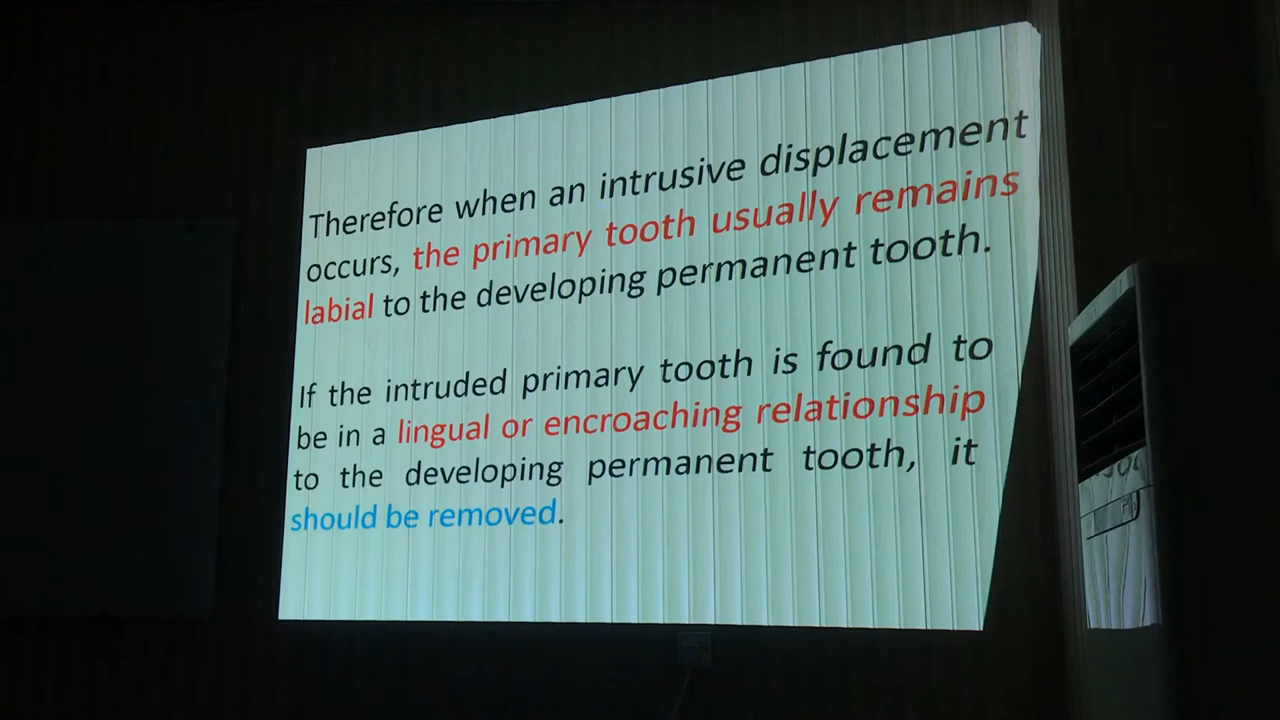 Therefore when an intrusive displacement
occurs, the primary tooth usually remains
labial to the developing permanent tooth.
If the intruded primary tooth is found to
be in a lingual or encroaching relationship
to the developing permanent tooth, it
should be removed.